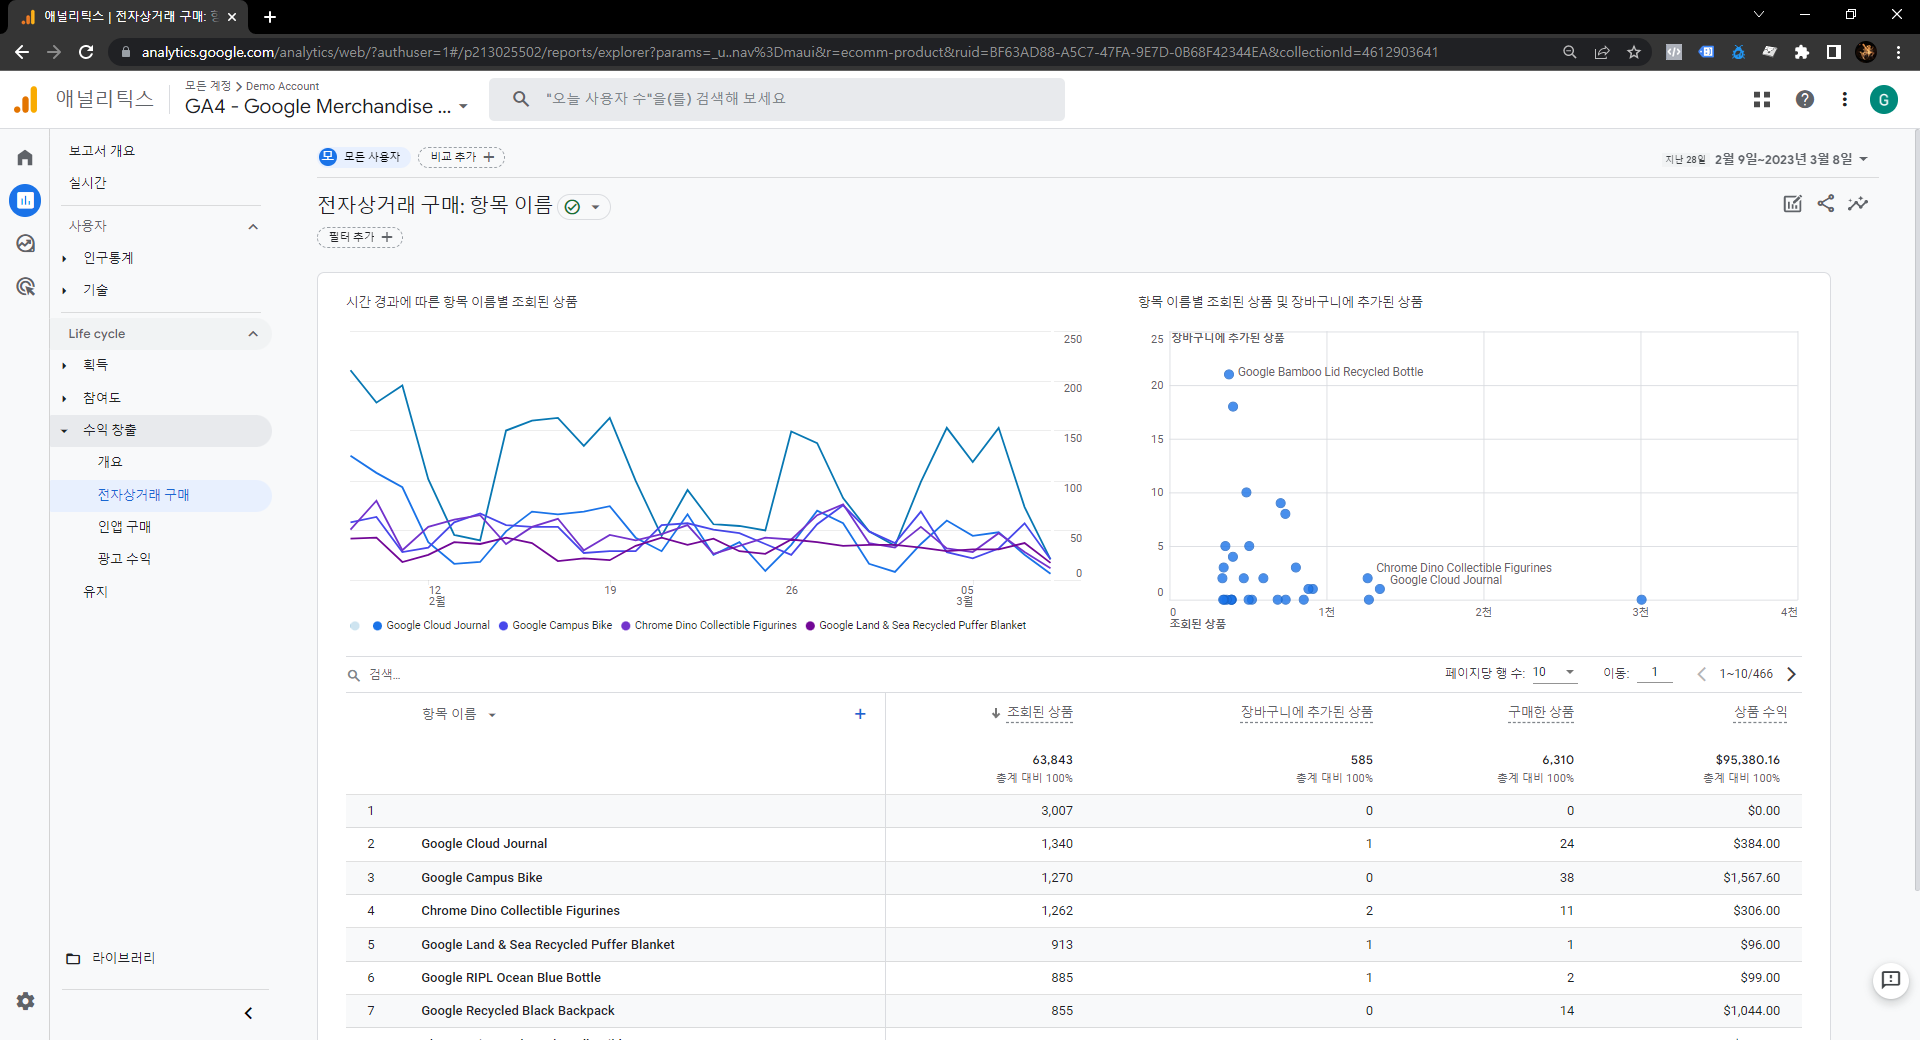 애널리틱스 | 전자상거래 구매: 항
analytics.google.com/analytics/web/?authuser=1#/p213025502/reports/explorer?params=_u..nav%3Dmaui&r=ecomm-product&ruid=BF63AD88-A5C7-47FA-9E7D-0B68F42344EA&collectionId=4612903641
애널리틱스
모든 계정 > Demo Account
GA4 - Google Merchandise ...
"오늘 사용자 수"을(를) 검색해 보세요
G
보고서 개요
실시간
사용자
인구통계
기술
Life cycle
획득
참여도
수익 창출
개요
전자상거래 구매
인앱 구매
광고 수익
유지
라이브러리
모 모든 사용자
비교 추가 +
지난 28일 2월 9일~2023년 3월 8일
전자상거래 구매: 항목 이름
필터 추가 +
시간 경과에 따른 항목 이름별 조회된 상품
250
200
150
100
50
0
12
2월
19
26
05
3월
Google Cloud Journal Google Campus Bike Chrome Dino Collectible Figurines Google Land & Sea Recycled Puffer Blanket
항목 이름별 조회된 상품 및 장바구니에 추가된 상품
장바구니에 추가된 상품
25
20
15
10
5
0
Google Bamboo Lid Recycled Bottle
Chrome Dino Collectible Figurines
Google Cloud Journal
0 1천 2천 3천 4천
조회된 상품
검색...
페이지당 행 수: 10 이동: 1 1~10/466
항목 이름 + 조회된 상품 장바구니에 추가된 상품 구매한 상품 상품 수익
63,843 585 6,310 $95,380.16
총계 대비 100% 총계 대비 100% 총계 대비 100% 총계 대비 100%
1 3,007 0 0 $0.00
2 Google Cloud Journal 1,340 1 24 $384.00
3 Google Campus Bike 1,270 0 38 $1,567.60
4 Chrome Dino Collectible Figurines 1,262 2 11 $306.00
5 Google Land & Sea Recycled Puffer Blanket 913 1 1 $96.00
6 Google RIPL Ocean Blue Bottle 885 1 2 $99.00
7 Google Recycled Black Backpack 855 0 14 $1,044.00